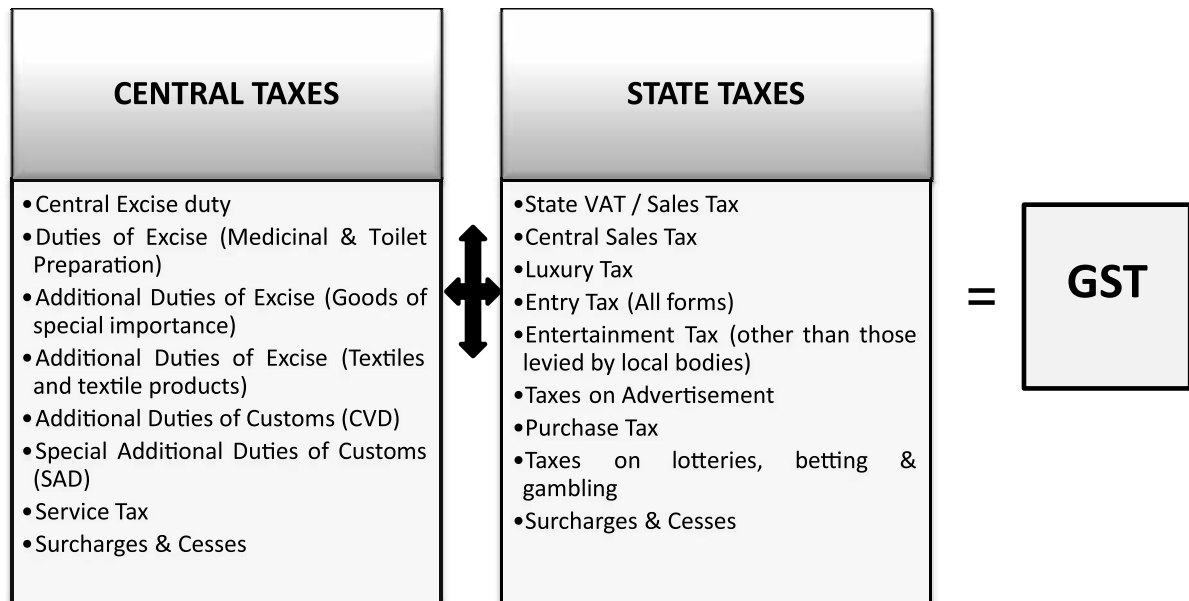 CENTRAL TAXES
•Central Excise duty
•Duties of Excise (Medicinal & Toilet
Preparation)
•Additional Duties of Excise (Goods of
special importance)
•Additional Duties of Excise (Textiles
and textile products)
•Additional Duties of Customs (CVD)
•Special Additional Duties of Customs
(SAD)
•Service Tax
•Surcharges & Cesses
STATE TAXES
•State VAT / Sales Tax
•Central Sales Tax
•Luxury Tax
•Entry Tax (All forms)
•Entertainment Tax (other than those
levied by local bodies)
•Taxes on Advertisement
•Purchase Tax
•Taxes on lotteries, betting &
gambling
•Surcharges & Cesses
=
GST